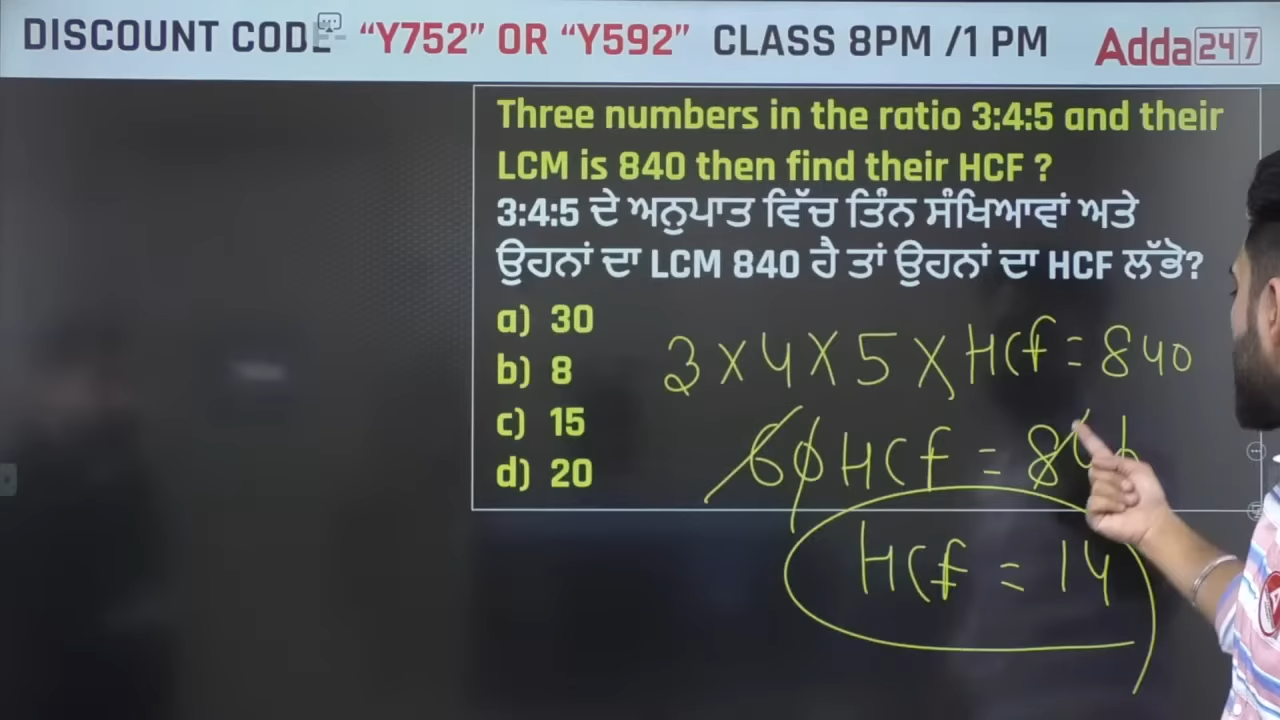 DISCOUNT CODE- “Y752” OR “Y592” CLASS 8PM /1 PM Adda247
Three numbers in the ratio 3:4:5 and their
LCM is 840 then find their HCF ?
3:4:5 ਦੇ ਅਨੁਪਾਤ ਵਿੱਚ ਤਿੰਨ ਸੰਖਿਆਵਾਂ ਅਤੇ
ਉਹਨਾਂ ਦਾ LCM 840 ਹੈ ਤਾਂ ਉਹਨਾਂ ਦਾ HCF ਲੱਭੋ?
a) 30
b) 8
c) 15
d) 20
3 X 4 X 5 X HCf = 840
60 HCf = 840
HCf = 14